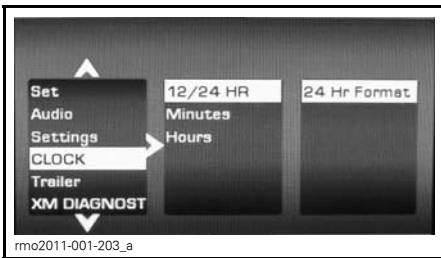 Set
Audio
Settings
CLOCK
Trailer
XM DIAGNOST
12/24 HR
Minutes
Hours
24 Hr Format
rmo2011-001-203_a